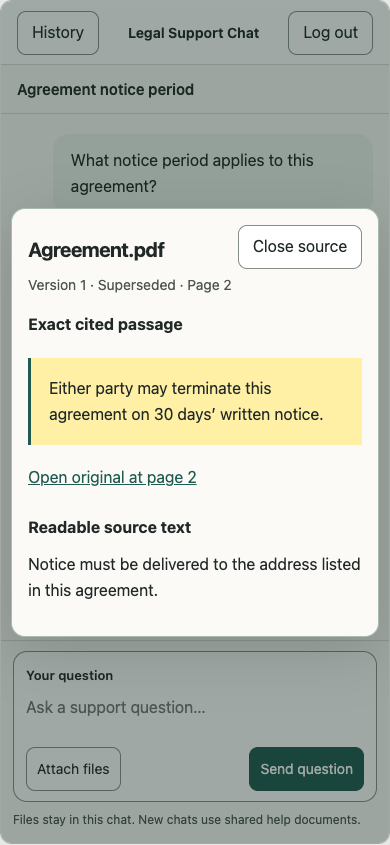 History
Legal Support Chat
Log out
Agreement notice period
What notice period applies to this
agreement?
Agreement.pdf
Close source
Version 1 · Superseded · Page 2
Exact cited passage
Either party may terminate this
agreement on 30 days’ written notice.
Open original at page 2
Readable source text
Notice must be delivered to the address listed
in this agreement.
Your question
Ask a support question...
Attach files
Send question
Files stay in this chat. New chats use shared help documents.